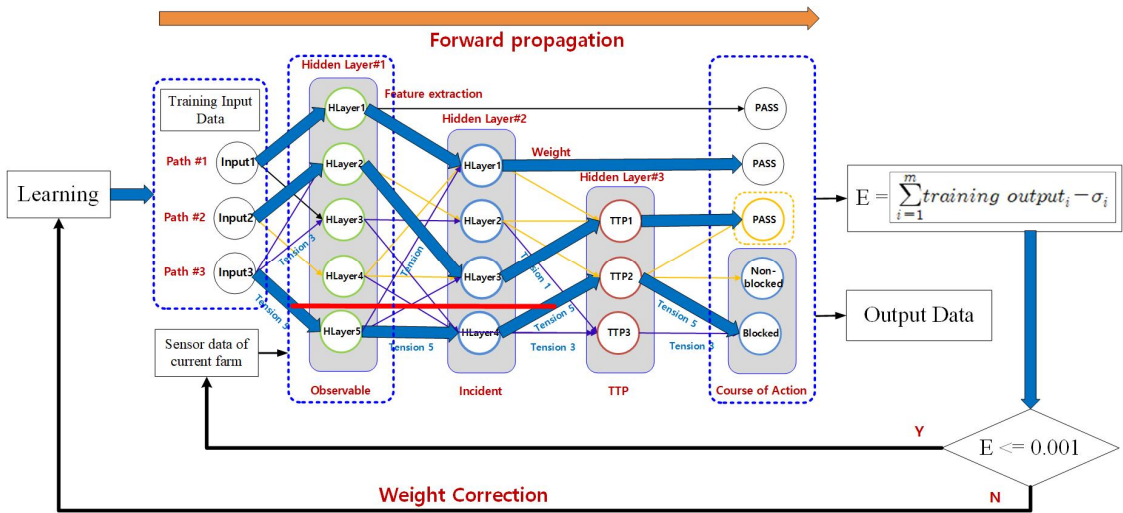 Forward propagation
Hidden Layer#1
Training Input
Data
Feature extraction
Hidden Layer#2
Weight
Hidden Layer#3
HLayer1
HLayer2
HLayer3
HLayer4
HLayer5
Path #1
Path #2
Path #3
Input1
Input2
Input3
HLayer1
HLayer2
HLayer3
HLayer4
TTP1
TTP2
TTP3
PASS
PASS
PASS
Non-
blocked
Blocked
Learning
Tension 3
Tension 9
Tension
Tension 1
Tension 5
Tension 5
Tension 3
Tension 5
Tension 3
Sensor data of
current farm
Observable
Incident
TTP
Course of Action
E = m∑i=1 training output_i − σ_i
Output Data
E <= 0.001
Y
N
Weight Correction